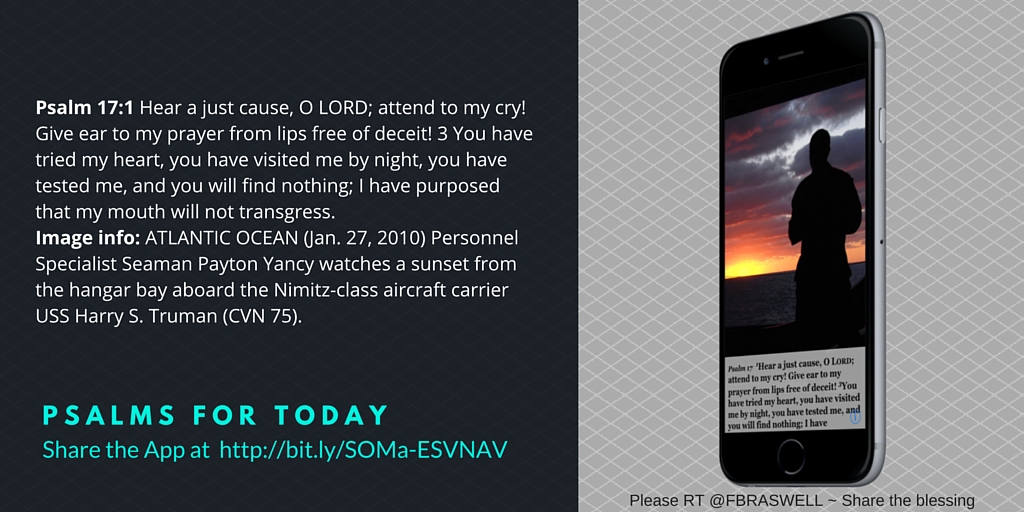 Psalm 17:1 Hear a just cause, O LORD; attend to my cry!
Give ear to my prayer from lips free of deceit! 3 You have
tried my heart, you have visited me by night, you have
tested me, and you will find nothing; I have purposed
that my mouth will not transgress.
Image info: ATLANTIC OCEAN (Jan. 27, 2010) Personnel
Specialist Seaman Payton Yancy watches a sunset from
the hangar bay aboard the Nimitz-class aircraft carrier
USS Harry S. Truman (CVN 75).
PSALMS FOR TODAY
Share the App at http://bit.ly/SOMa-ESVNAV
Psalm 17 ¹Hear a just cause, O LORD;
attend to my cry! Give ear to my
prayer from lips free of deceit! ³You
have tried my heart, you have visited
me by night, you have tested me, and
you will find nothing; I have
Please RT @FBRASWELL ~ Share the blessing